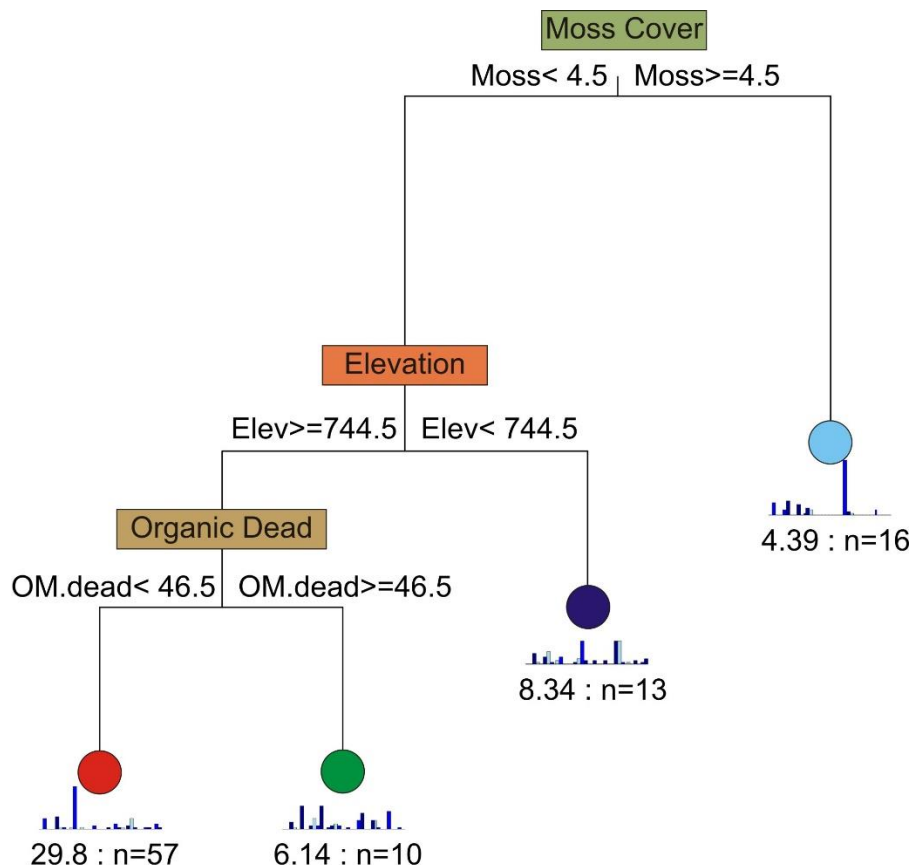 Moss Cover
Moss< 4.5 Moss>=4.5
Elevation
Elev>=744.5 Elev< 744.5
4.39 : n=16
Organic Dead
OM.dead< 46.5 OM.dead>=46.5
8.34 : n=13
29.8 : n=57 6.14 : n=10